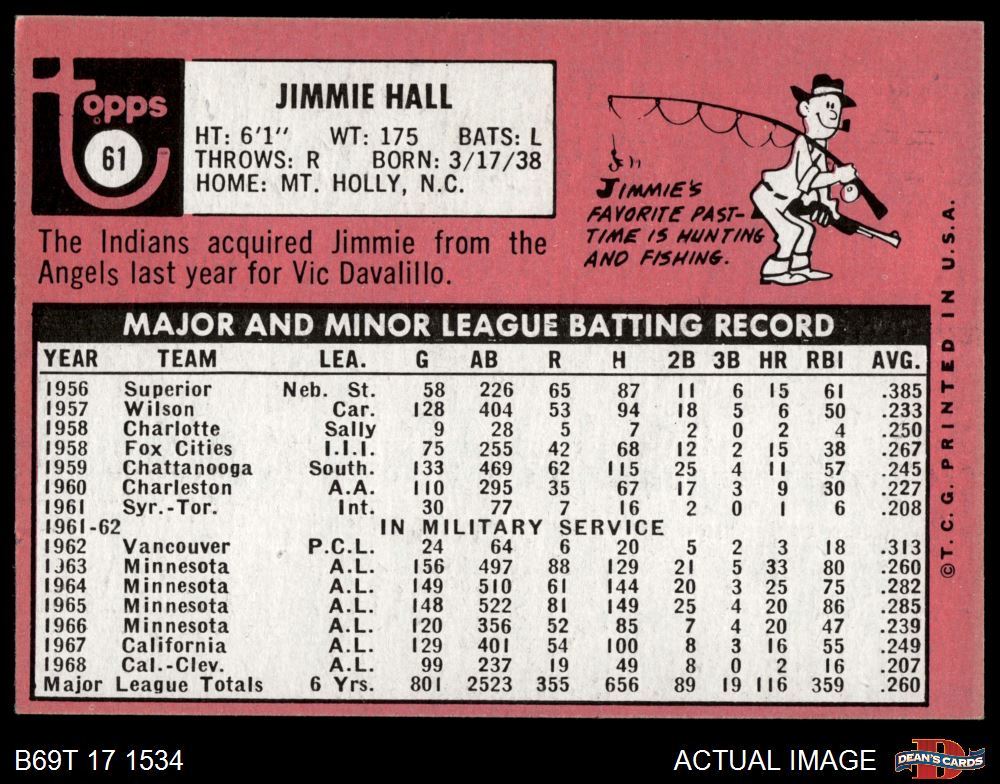 topps
61
JIMMIE HALL
HT: 6'1" WT: 175 BATS: L
THROWS: R BORN: 3/17/38
HOME: MT. HOLLY, N.C.
The Indians acquired Jimmie from the
Angels last year for Vic Davalillo.
JIMMIE'S
FAVORITE PAST-
TIME IS HUNTING
AND FISHING.
MAJOR AND MINOR LEAGUE BATTING RECORD
YEAR TEAM LEA. G AB R H 2B 3B HR RBI AVG.
1956 Superior Neb. St. 58 226 65 87 11 6 15 61 .385
1957 Wilson Car. 128 404 53 94 18 5 6 50 .233
1958 Charlotte Sally 9 28 5 7 2 0 2 4 .250
1958 Fox Cities I.I.I. 75 255 42 68 12 2 15 38 .267
1959 Chattanooga South. 133 469 62 115 25 4 11 57 .245
1960 Charleston A.A. 110 295 35 67 17 3 9 30 .227
1961 Syr.-Tor. Int. 30 77 7 16 2 0 1 6 .208
1961-62 IN MILITARY SERVICE
1962 Vancouver P.C.L. 24 64 6 20 5 2 3 18 .313
1963 Minnesota A.L. 156 497 88 129 21 5 33 80 .260
1964 Minnesota A.L. 149 510 61 144 20 3 25 75 .282
1965 Minnesota A.L. 148 522 81 149 25 4 20 86 .285
1966 Minnesota A.L. 120 356 52 85 7 4 20 47 .239
1967 California A.L. 129 401 54 100 8 3 16 55 .249
1968 Cal.-Clev. A.L. 99 237 19 49 8 0 2 16 .207
Major League Totals 6 Yrs. 801 2523 355 656 89 19 116 359 .260
©T.C.G. PRINTED IN U.S.A.
B69T 17 1534
ACTUAL IMAGE
DEAN'S CARDS